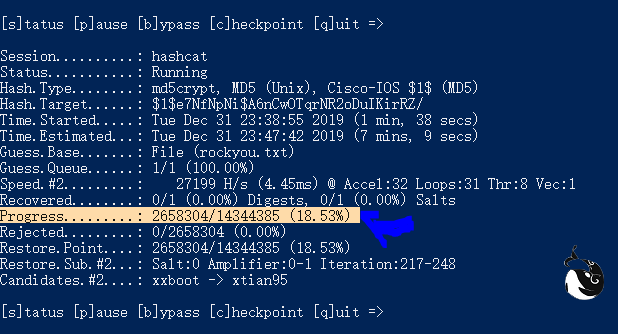 [s]tatus [p]ause [b]ypass [c]heckpoint [q]uit =>
Session..........: hashcat
Status...........: Running
Hash.Type........: md5crypt, MD5 (Unix), Cisco-IOS $1$ (MD5)
Hash.Target......: $1$e7NfNpNi$A6nCwOTqrNR2oDuIKirRZ/
Time.Started.....: Tue Dec 31 23:38:55 2019 (1 min, 38 secs)
Time.Estimated...: Tue Dec 31 23:47:42 2019 (7 mins, 9 secs)
Guess.Base.......: File (rockyou.txt)
Guess.Queue......: 1/1 (100.00%)
Speed.#2.........:    27199 H/s (4.45ms) @ Accel:32 Loops:31 Thr:8 Vec:1
Recovered........: 0/1 (0.00%) Digests, 0/1 (0.00%) Salts
Progress.........: 2658304/14344385 (18.53%)
Rejected.........: 0/2658304 (0.00%)
Restore.Point....: 2658304/14344385 (18.53%)
Restore.Sub.#2...: Salt:0 Amplifier:0-1 Iteration:217-248
Candidates.#2....: xxboot -> xtian95
[s]tatus [p]ause [b]ypass [c]heckpoint [q]uit =>